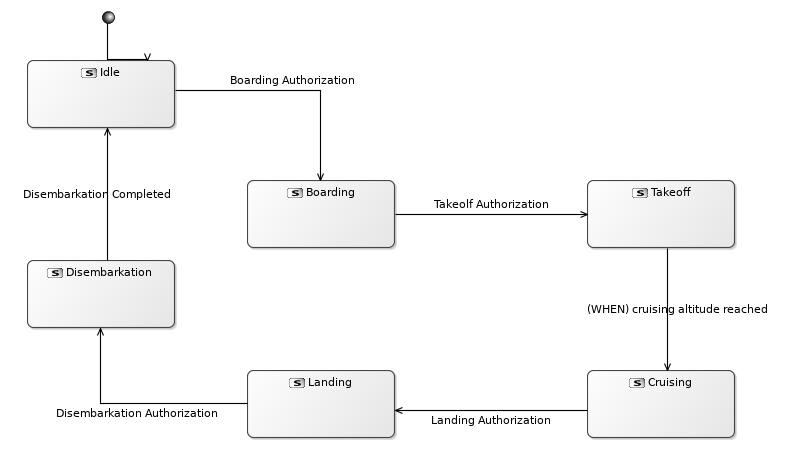 S Idle
Boarding Authorization
S Boarding
Takeolf Authorization
S Takeoff
Disembarkation Completed
S Disembarkation
(WHEN) cruising altitude reached
S Landing
S Cruising
Disembarkation Authorization
Landing Authorization